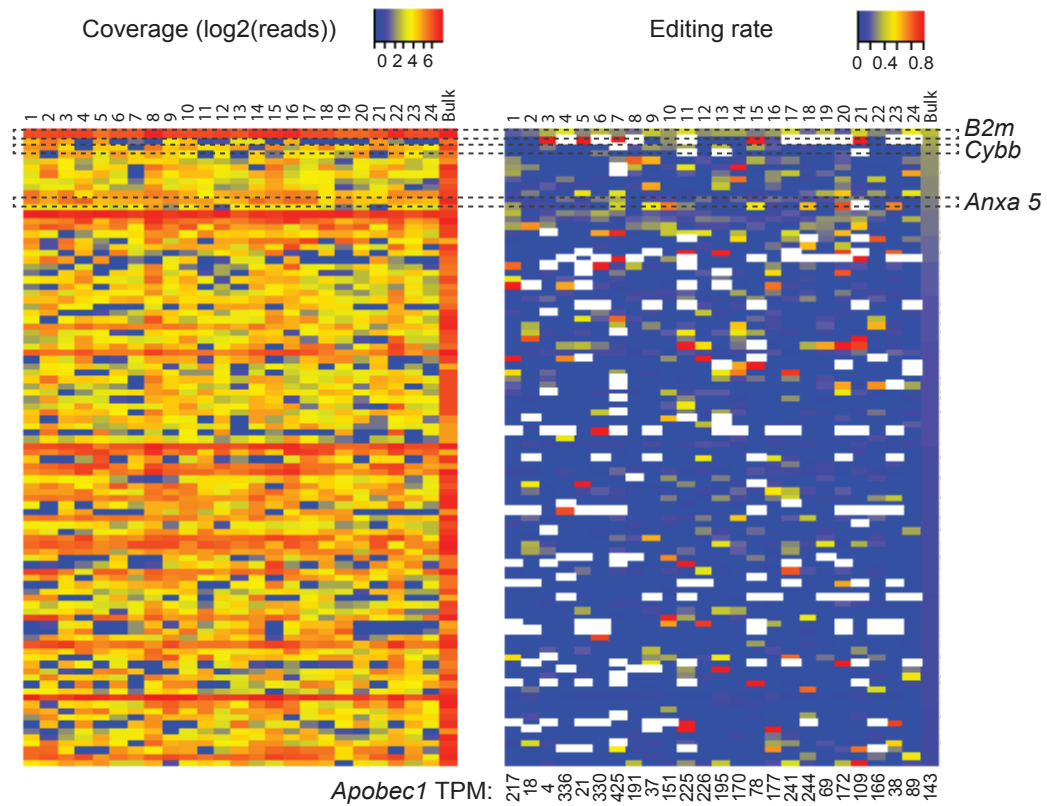 Coverage (log2(reads))
0 2 4 6
Editing rate
0 0.4 0.8
1 2 3 4 5 6 7 8 9 10 11 12 13 14 15 16 17 18 19 20 21 22 23 24 Bulk
1 2 3 4 5 6 7 8 9 10 11 12 13 14 15 16 17 18 19 20 21 22 23 24 Bulk
B2m
Cybb
Anxa 5
Apobec1 TPM: 217 18 4 336 21 330 425 191 37 151 225 226 195 170 78 177 241 244 69 172 109 166 38 89 143